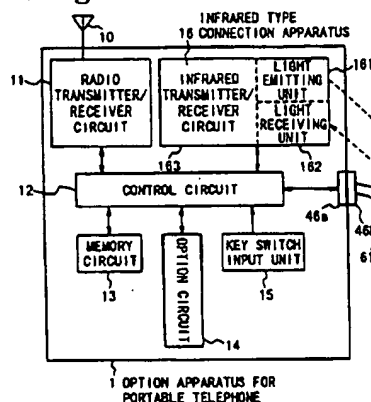 INFRARED TYPE
10
16 CONNECTION APPARATUS
11
RADIO
TRANSMITTER/
RECEIVER
CIRCUIT
INFRARED
TRANSMITTER/
RECEIVER
CIRCUIT
LIGHT
EMITTING
UNIT
161
LIGHT
RECEIVING
UNIT
163
162
12
CONTROL CIRCUIT
46a
MEMORY
CIRCUIT
13
OPTION CIRCUIT
14
KEY SWITCH
INPUT UNIT
15
1 OPTION APPARATUS FOR
PORTABLE TELEPHONE